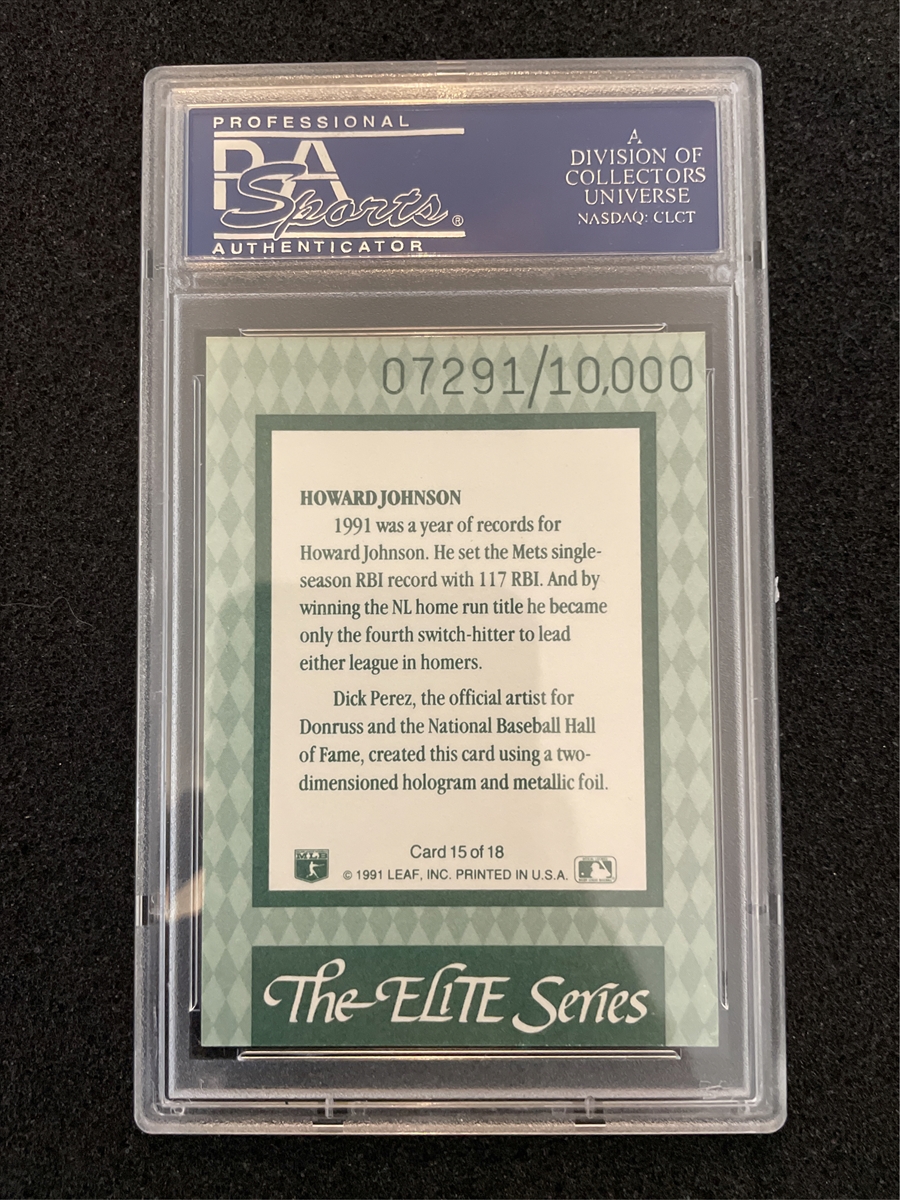 PROFESSIONAL
PSA
Sports®
AUTHENTICATOR
A
DIVISION OF
COLLECTORS
UNIVERSE
NASDAQ: CLCT
07291/10,000
HOWARD JOHNSON
1991 was a year of records for
Howard Johnson. He set the Mets single-
season RBI record with 117 RBI. And by
winning the NL home run title he became
only the fourth switch-hitter to lead
either league in homers.
Dick Perez, the official artist for
Donruss and the National Baseball Hall
of Fame, created this card using a two-
dimensioned hologram and metallic foil.
Card 15 of 18
© 1991 LEAF, INC. PRINTED IN U.S.A.
The ELITE Series